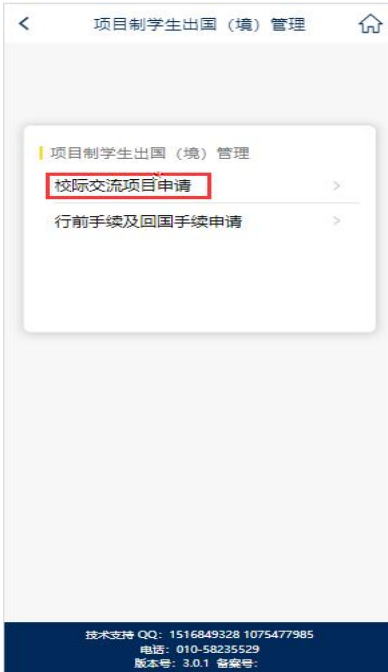 项目制学生出国（境）管理
项目制学生出国（境）管理
校际交流项目申请
行前手续及回国手续申请
技术支持 QQ：1516849328 1075477985
电话：010-58235529
版本号：3.0.1 备案号：